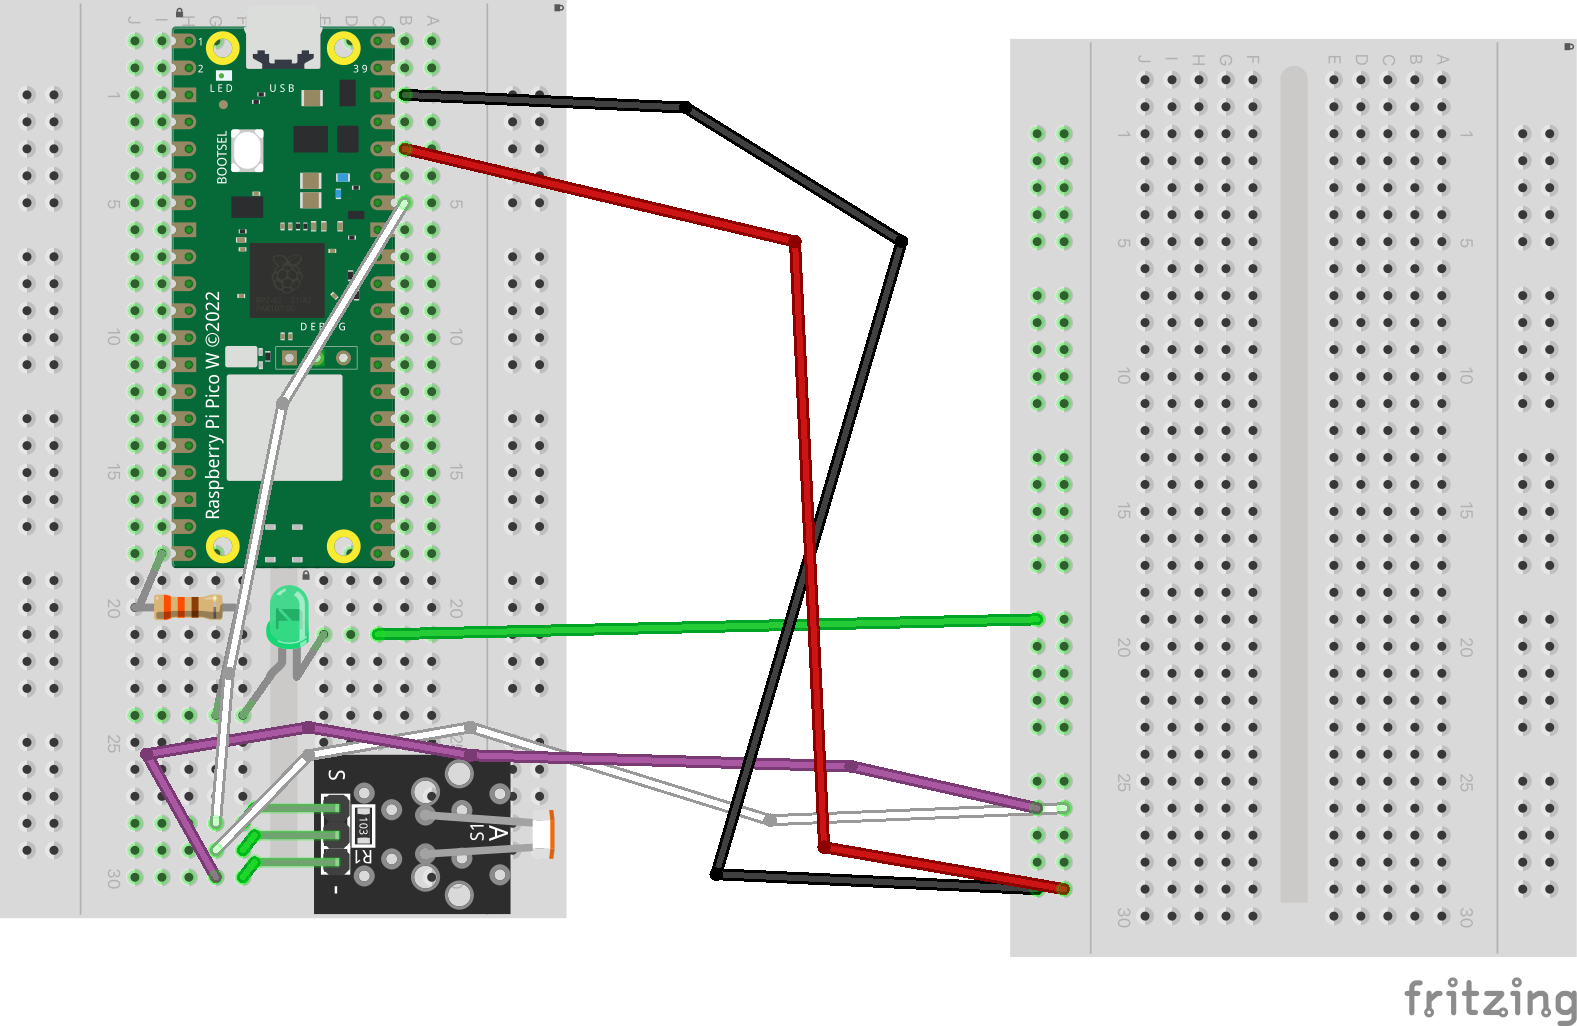 J I H G F E D C B A
1
2
39
LED
USB
BOOTSEL
DEBUG
Raspberry Pi Pico W ©2022
1 5 10 15 20 25 30
5 15 20
S
103
R1
S1
A
-
J I H G F E D C B A
1 1
5 5
10 10
15 15
20 20
25 25
30 30
fritzing